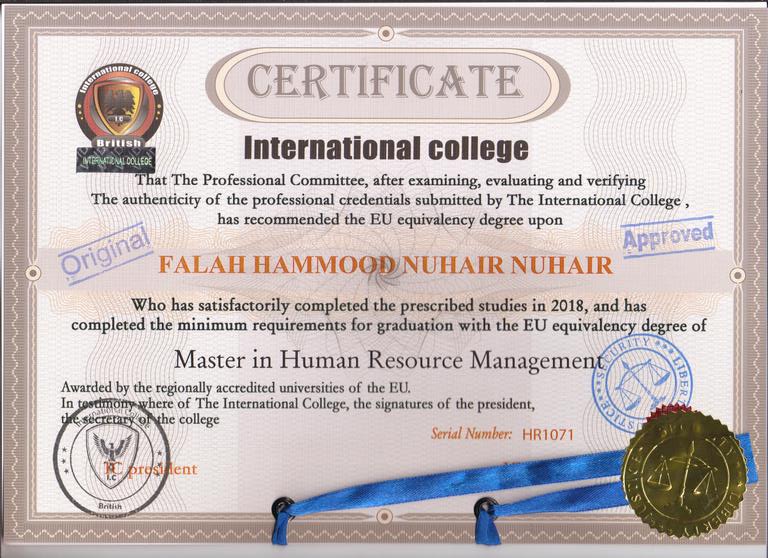 CERTIFICATE
International college
British
INTERNATIONAL COLLEGE
International college
That The Professional Committee, after examining, evaluating and verifying
The authenticity of the professional credentials submitted by The International College ,
has recommended the EU equivalency degree upon
Original
Approved
FALAH HAMMOOD NUHAIR NUHAIR
Who has satisfactorily completed the prescribed studies in 2018, and has
completed the minimum requirements for graduation with the EU equivalency degree of
Master in Human Resource Management
Awarded by the regionally accredited universities of the EU.
In testimony where of The International College, the signatures of the president,
the secretary of the college
Serial Number: HR1071
IC president
I.C
British
SECURITY
LIBERTY
JUSTICE